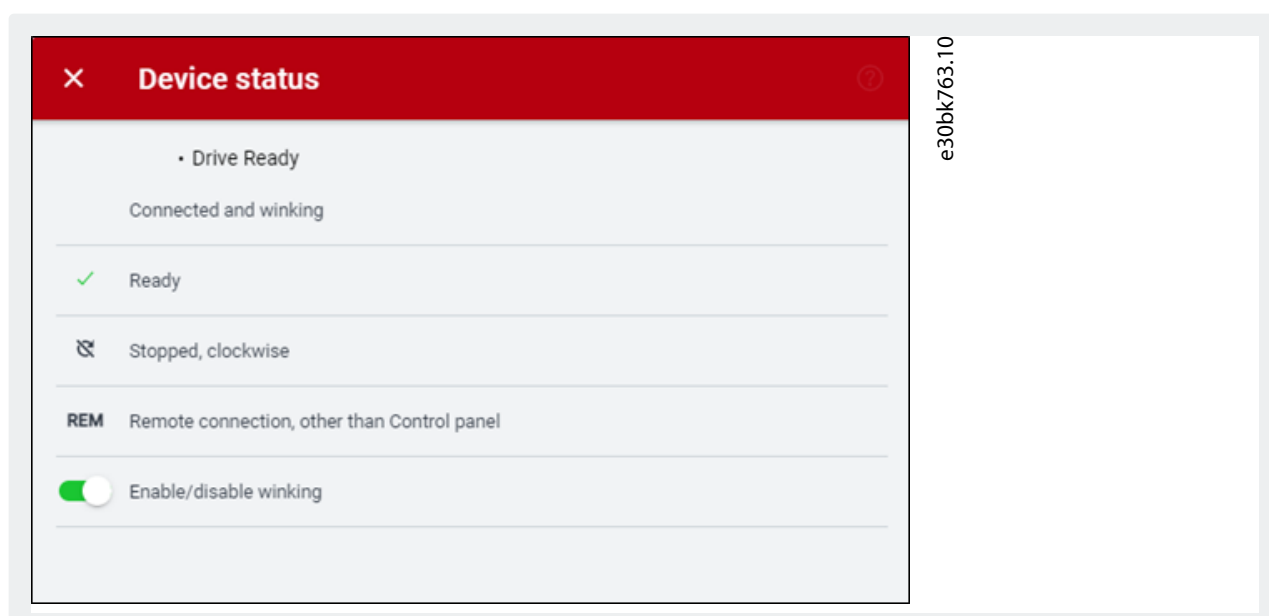 Device status
• Drive Ready
Connected and winking
Ready
Stopped, clockwise
REM Remote connection, other than Control panel
Enable/disable winking
e30bk763.10